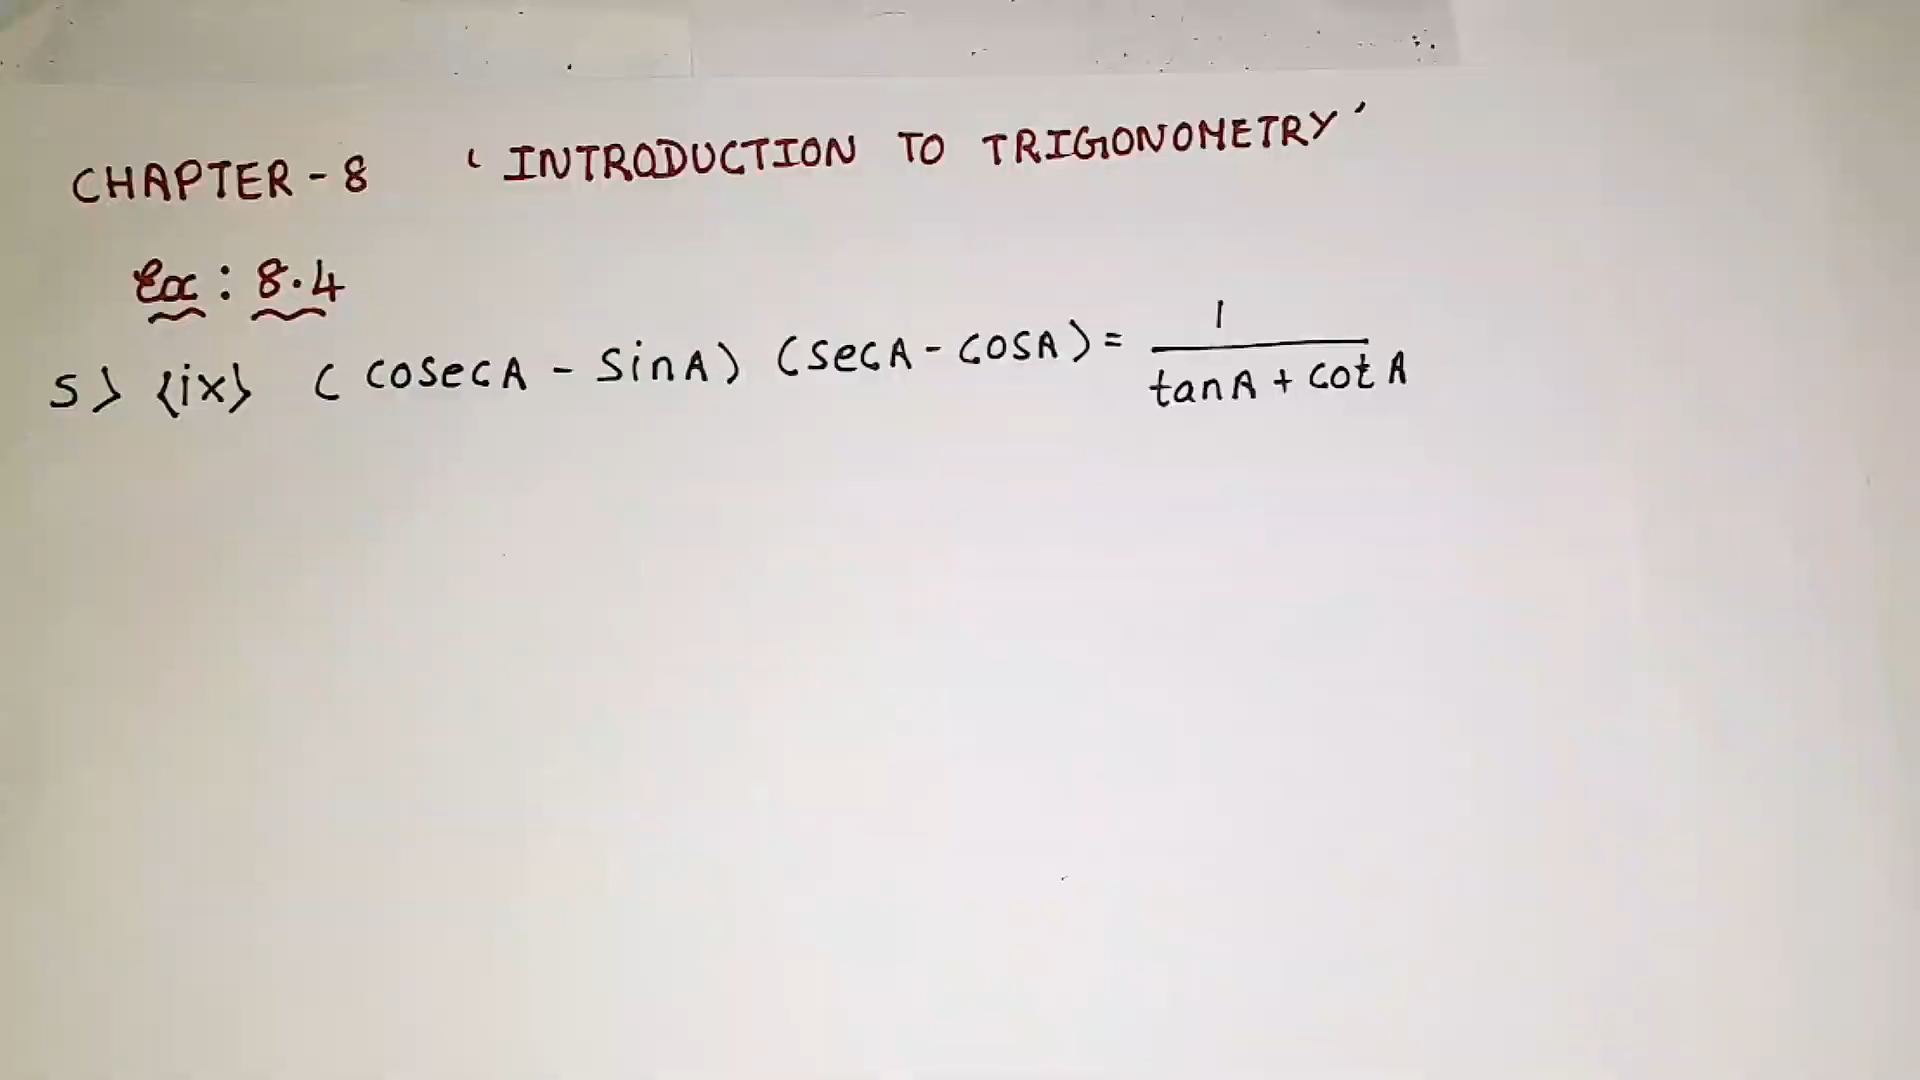 CHAPTER-8 ‘INTRODUCTION TO TRIGONOMETRY’
Ex: 8.4
5) (ix) (cosecA - sinA) (secA - cosA) = 1/(tanA + cotA)